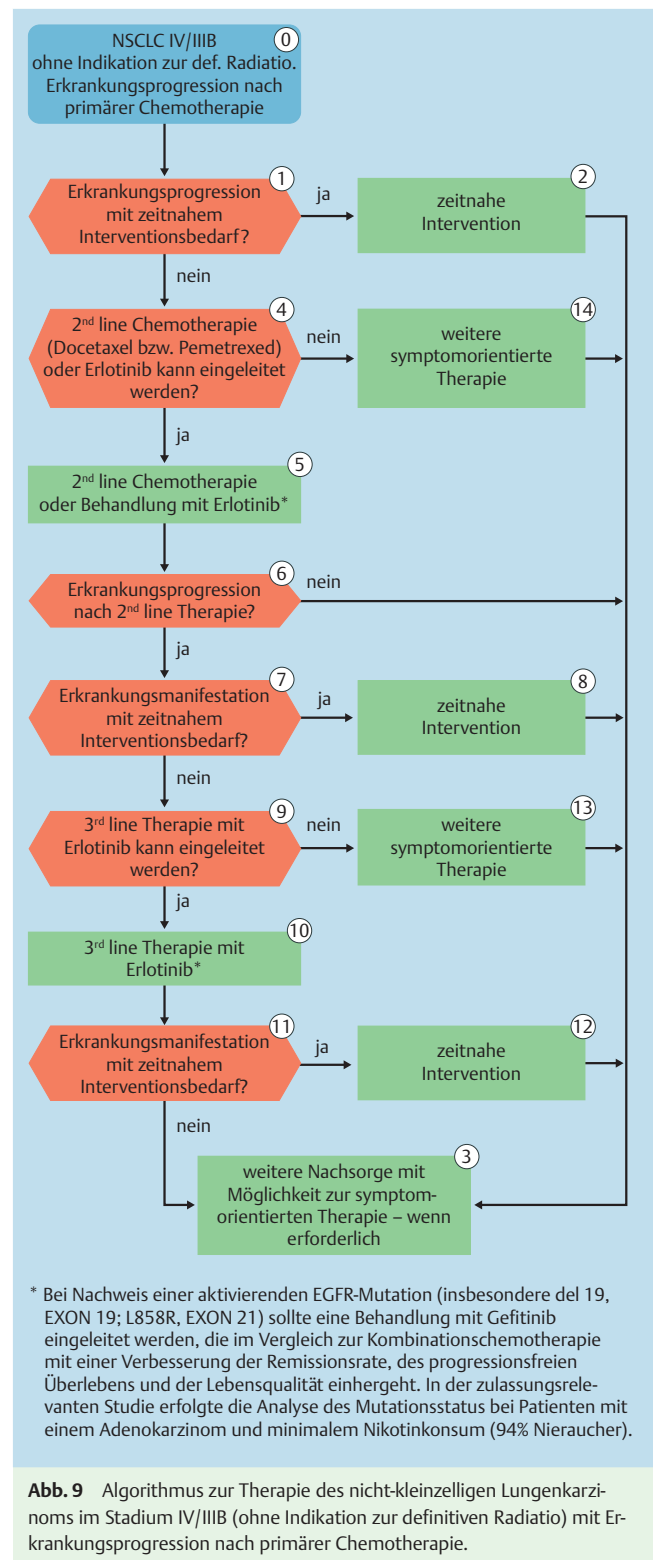 NSCLC IV/IIIB
0
ohne Indikation zur def. Radiatio.
Erkrankungsprogression nach
primärer Chemotherapie
1
Erkrankungsprogression
mit zeitnahem
Interventionsbedarf?
ja
2
zeitnahe
Intervention
nein
4
2nd line Chemotherapie
(Docetaxel bzw. Pemetrexed)
oder Erlotinib kann eingeleitet
werden?
nein
14
weitere
symptomorientierte
Therapie
ja
5
2nd line Chemotherapie
oder Behandlung mit Erlotinib*
6
Erkrankungsprogression
nach 2nd line Therapie?
nein
ja
7
Erkrankungsmanifestation
mit zeitnahem
Interventionsbedarf?
ja
8
zeitnahe
Intervention
nein
9
3rd line Therapie mit
Erlotinib kann eingeleitet
werden?
nein
13
weitere
symptomorientierte
Therapie
ja
10
3rd line Therapie mit
Erlotinib*
11
Erkrankungsmanifestation
mit zeitnahem
Interventionsbedarf?
ja
12
zeitnahe
Intervention
nein
3
weitere Nachsorge mit
Möglichkeit zur symptom-
orientierten Therapie – wenn
erforderlich
* Bei Nachweis einer aktivierenden EGFR-Mutation (insbesondere del 19,
EXON 19; L858R, EXON 21) sollte eine Behandlung mit Gefitinib
eingeleitet werden, die im Vergleich zur Kombinationschemotherapie
mit einer Verbesserung der Remissionsrate, des progressionsfreien
Überlebens und der Lebensqualität einhergeht. In der zulassungsrele-
vanten Studie erfolgte die Analyse des Mutationsstatus bei Patienten mit
einem Adenokarzinom und minimalem Nikotinkonsum (94% Nieraucher).
Abb. 9 Algorithmus zur Therapie des nicht-kleinzelligen Lungenkarzi-
noms im Stadium IV/IIIB (ohne Indikation zur definitiven Radiatio) mit Er-
krankungsprogression nach primärer Chemotherapie.